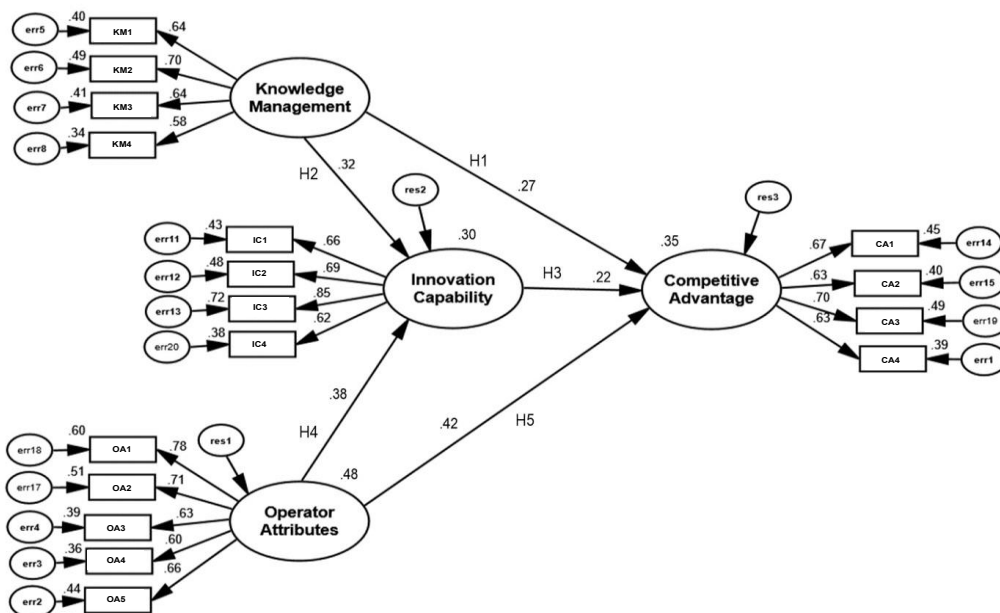 err5
.40
KM1
.64
err6
.49
KM2
.70
err7
.41
KM3
.64
err8
.34
KM4
.58
Knowledge
Management
H1
.27
H2
.32
res2
res3
err11
.43
IC1
.66
err12
.48
IC2
.69
err13
.72
IC3
.85
err20
.38
IC4
.62
.30
Innovation
Capability
H3
.22
.35
Competitive
Advantage
.67
CA1
.45
err14
.63
CA2
.40
err15
.70
CA3
.49
err19
.63
CA4
.39
err1
.38
H4
.42
H5
res1
err18
.60
OA1
.78
err17
.51
OA2
.71
err4
.39
OA3
.63
err3
.36
OA4
.60
err2
.44
OA5
.66
.48
Operator
Attributes